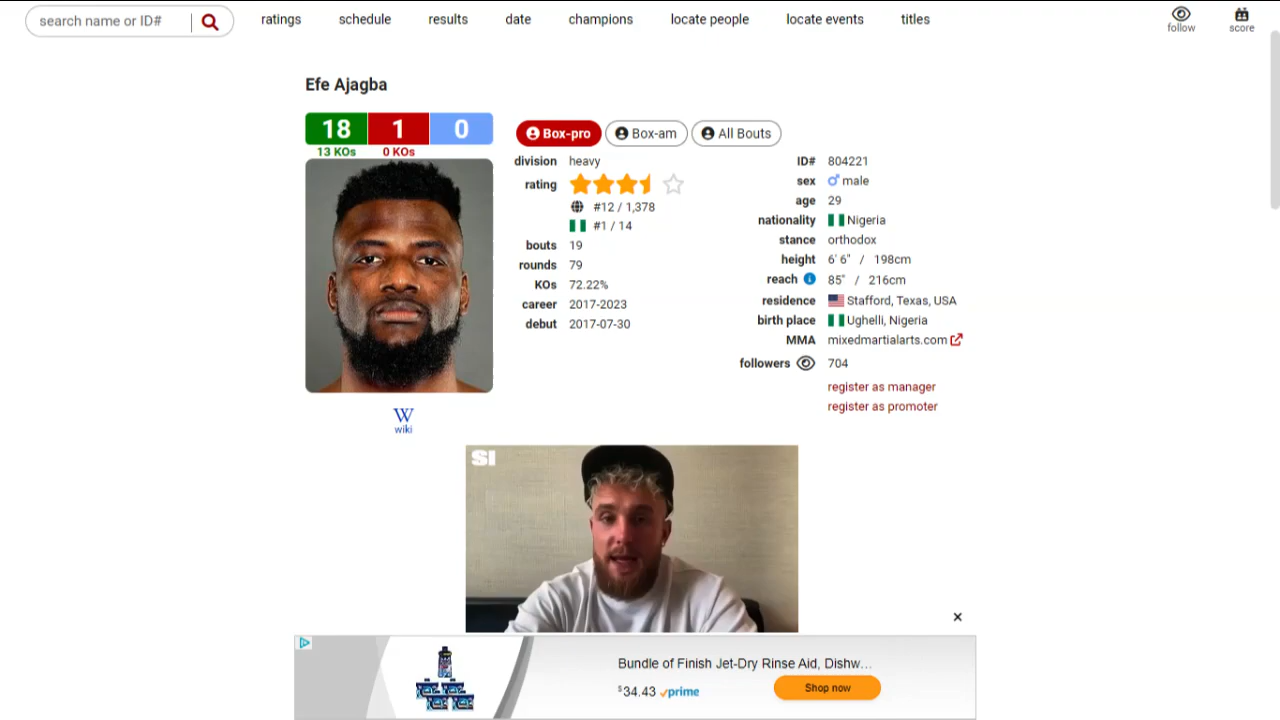 search name or ID#
ratings
schedule
results
date
champions
locate people
locate events
titles
follow
score
Efe Ajagba
18 1 0
13 KOs 0 KOs
Box-pro
Box-am
All Bouts
division heavy
rating
#12 / 1,378
#1 / 14
bouts 19
rounds 79
KOs 72.22%
career 2017-2023
debut 2017-07-30
ID# 804221
sex male
age 29
nationality Nigeria
stance orthodox
height 6' 6" / 198cm
reach 85" / 216cm
residence Stafford, Texas, USA
birth place Ughelli, Nigeria
MMA mixedmartialarts.com
followers 704
register as manager
register as promoter
W
wiki
SI
Bundle of Finish Jet-Dry Rinse Aid, Dishw...
$34.43 prime
Shop now